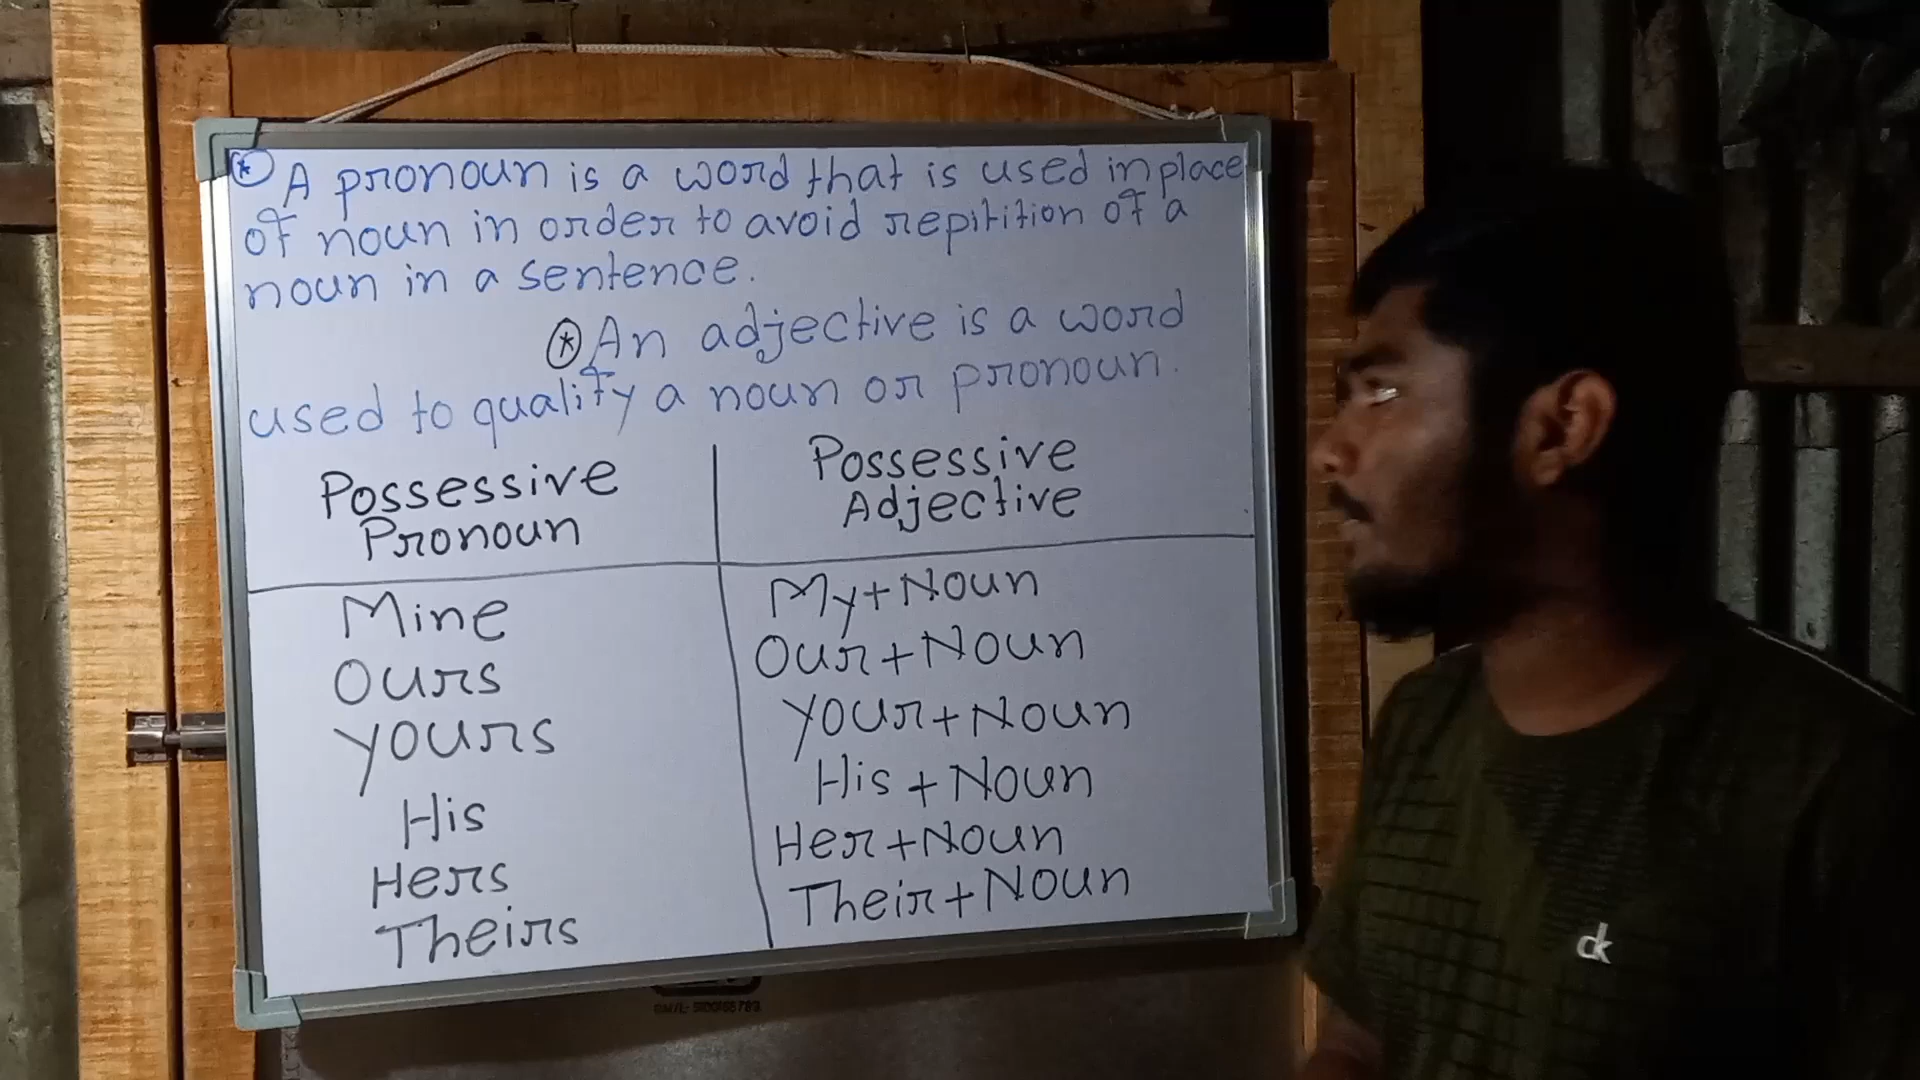 * A pronoun is a word that is used in place
of noun in order to avoid repitition of a
noun in a sentence.
* An adjective is a word
used to qualify a noun or pronoun.
Possessive Pronoun
Possessive Adjective
Mine
My+Noun
Ours
Our+Noun
Yours
Your+Noun
His
His+Noun
Hers
Her+Noun
Theirs
Their+Noun
dk